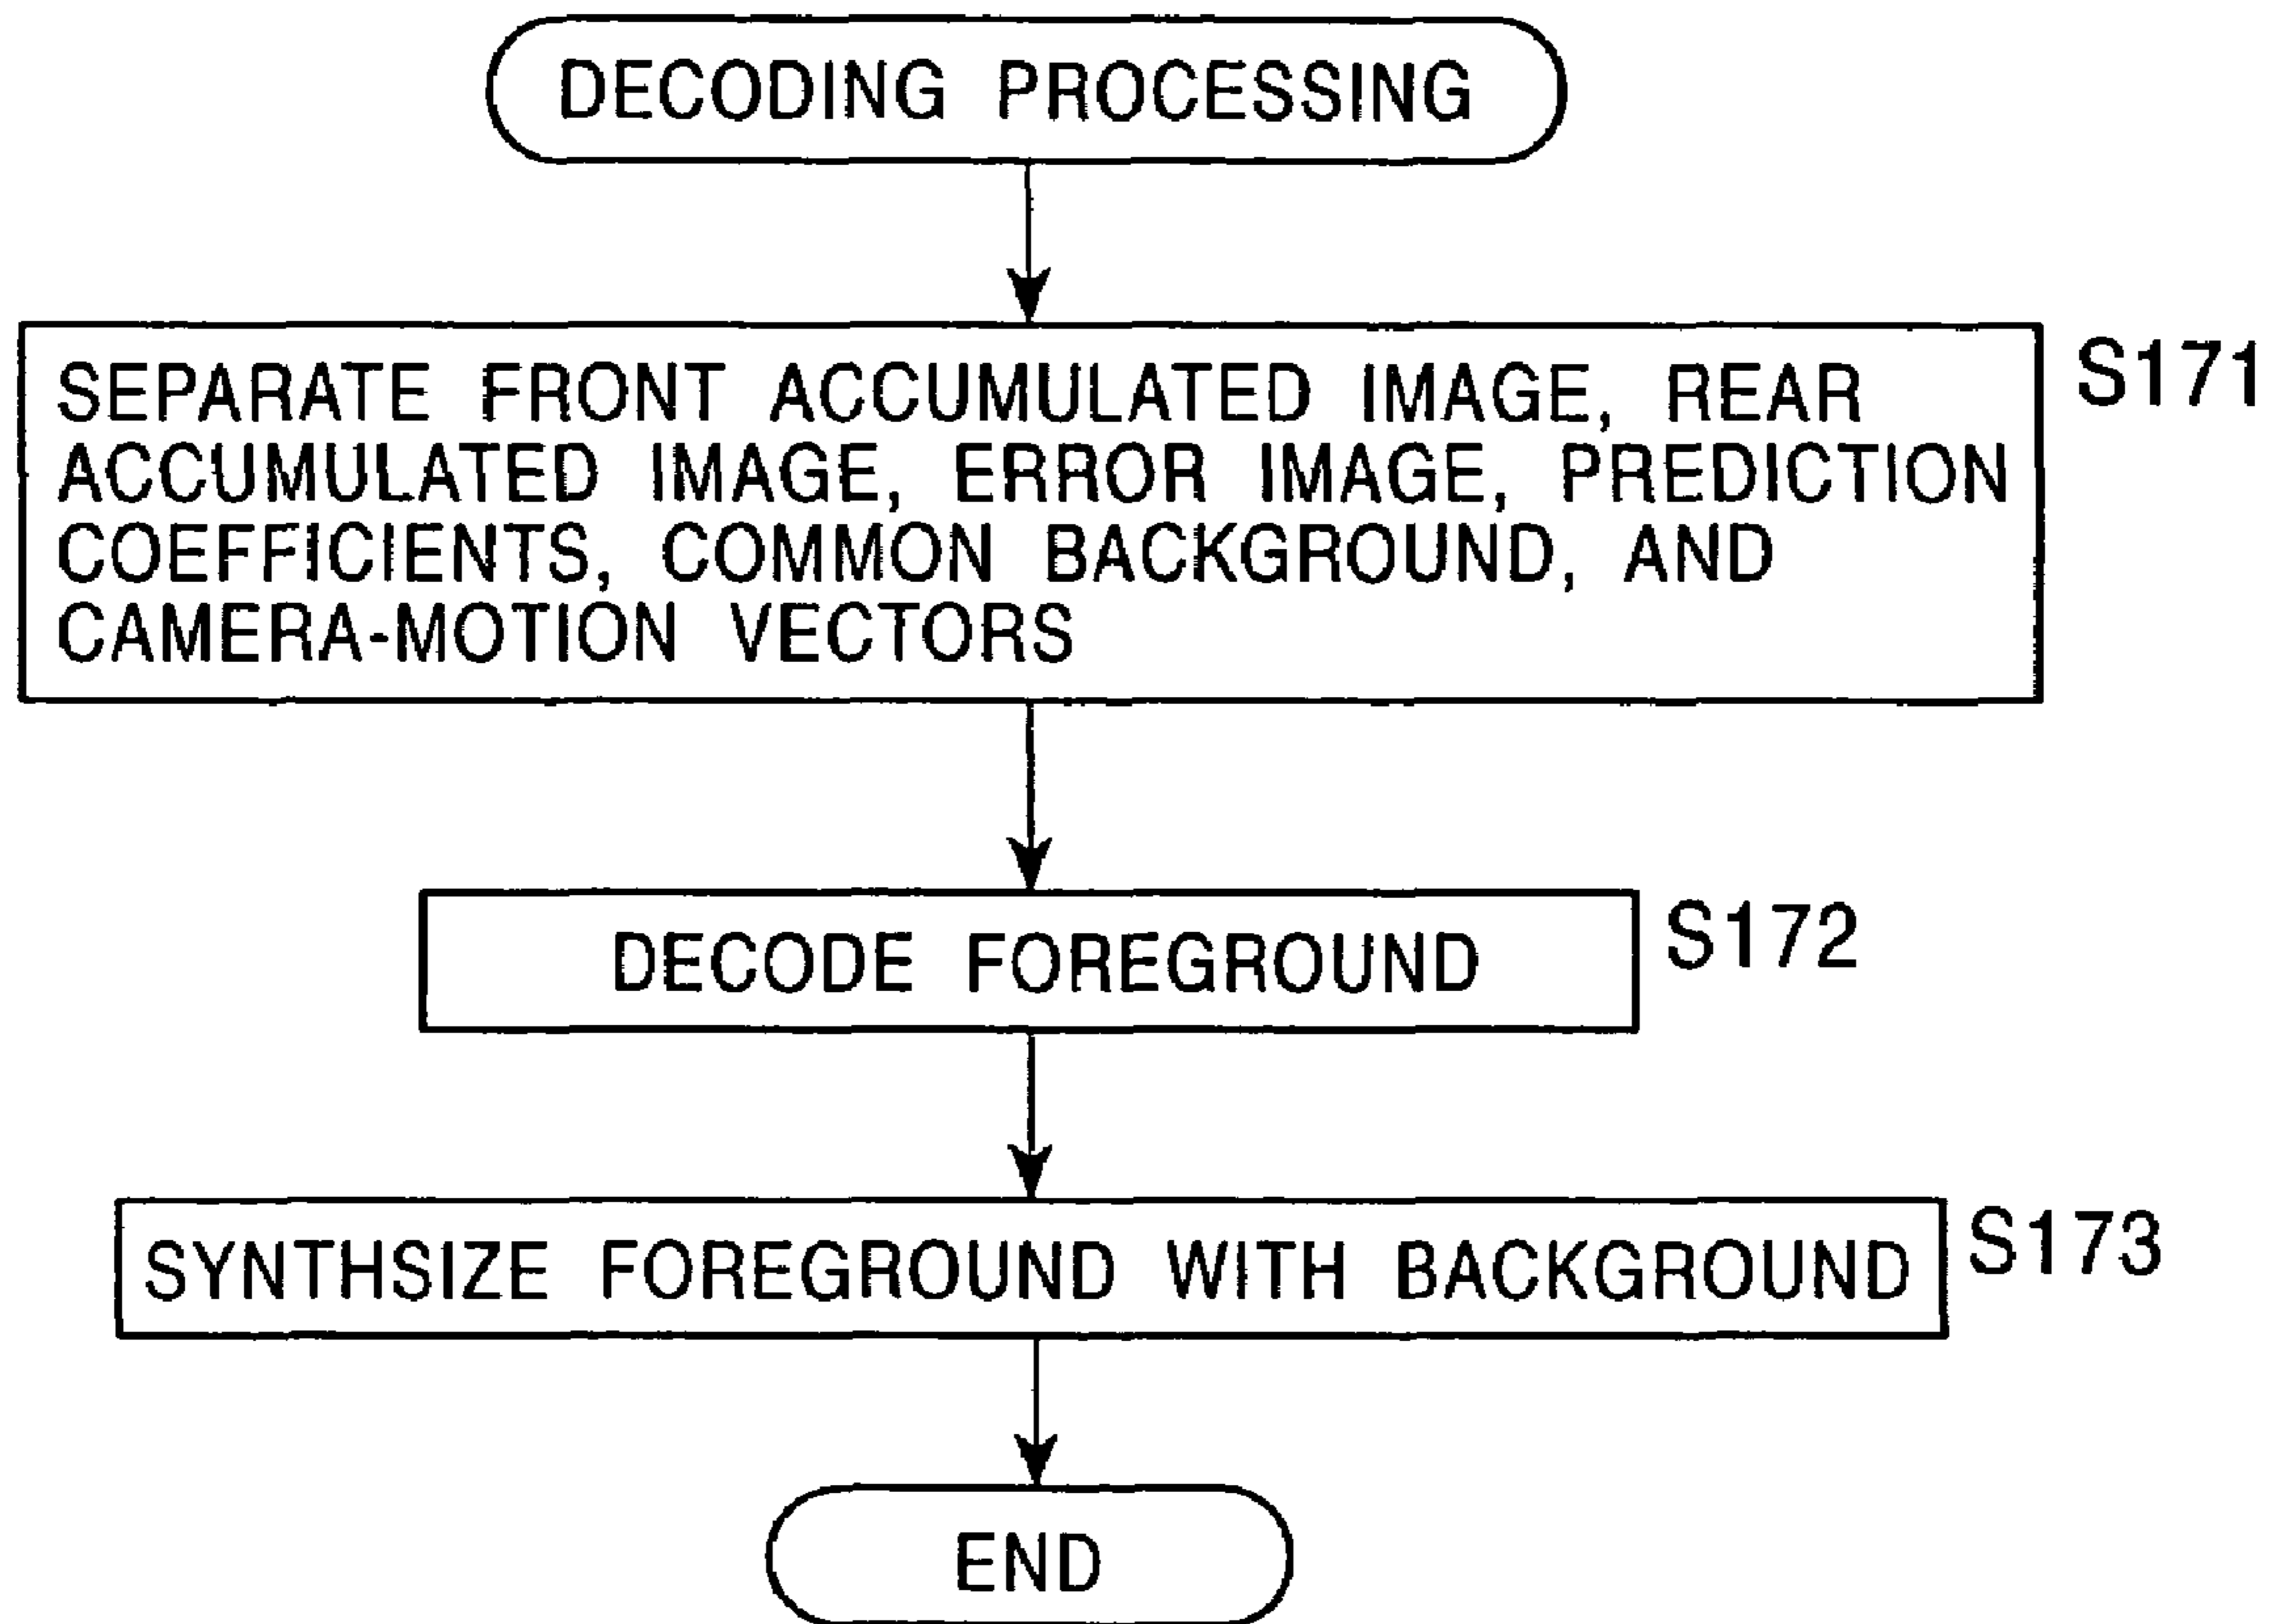 DECODING PROCESSING
SEPARATE FRONT ACCUMULATED IMAGE, REAR
ACCUMULATED IMAGE, ERROR IMAGE, PREDICTION
COEFFICIENTS, COMMON BACKGROUND, AND
CAMERA-MOTION VECTORS
S171
DECODE FOREGROUND
S172
SYNTHSIZE FOREGROUND WITH BACKGROUND
S173
END